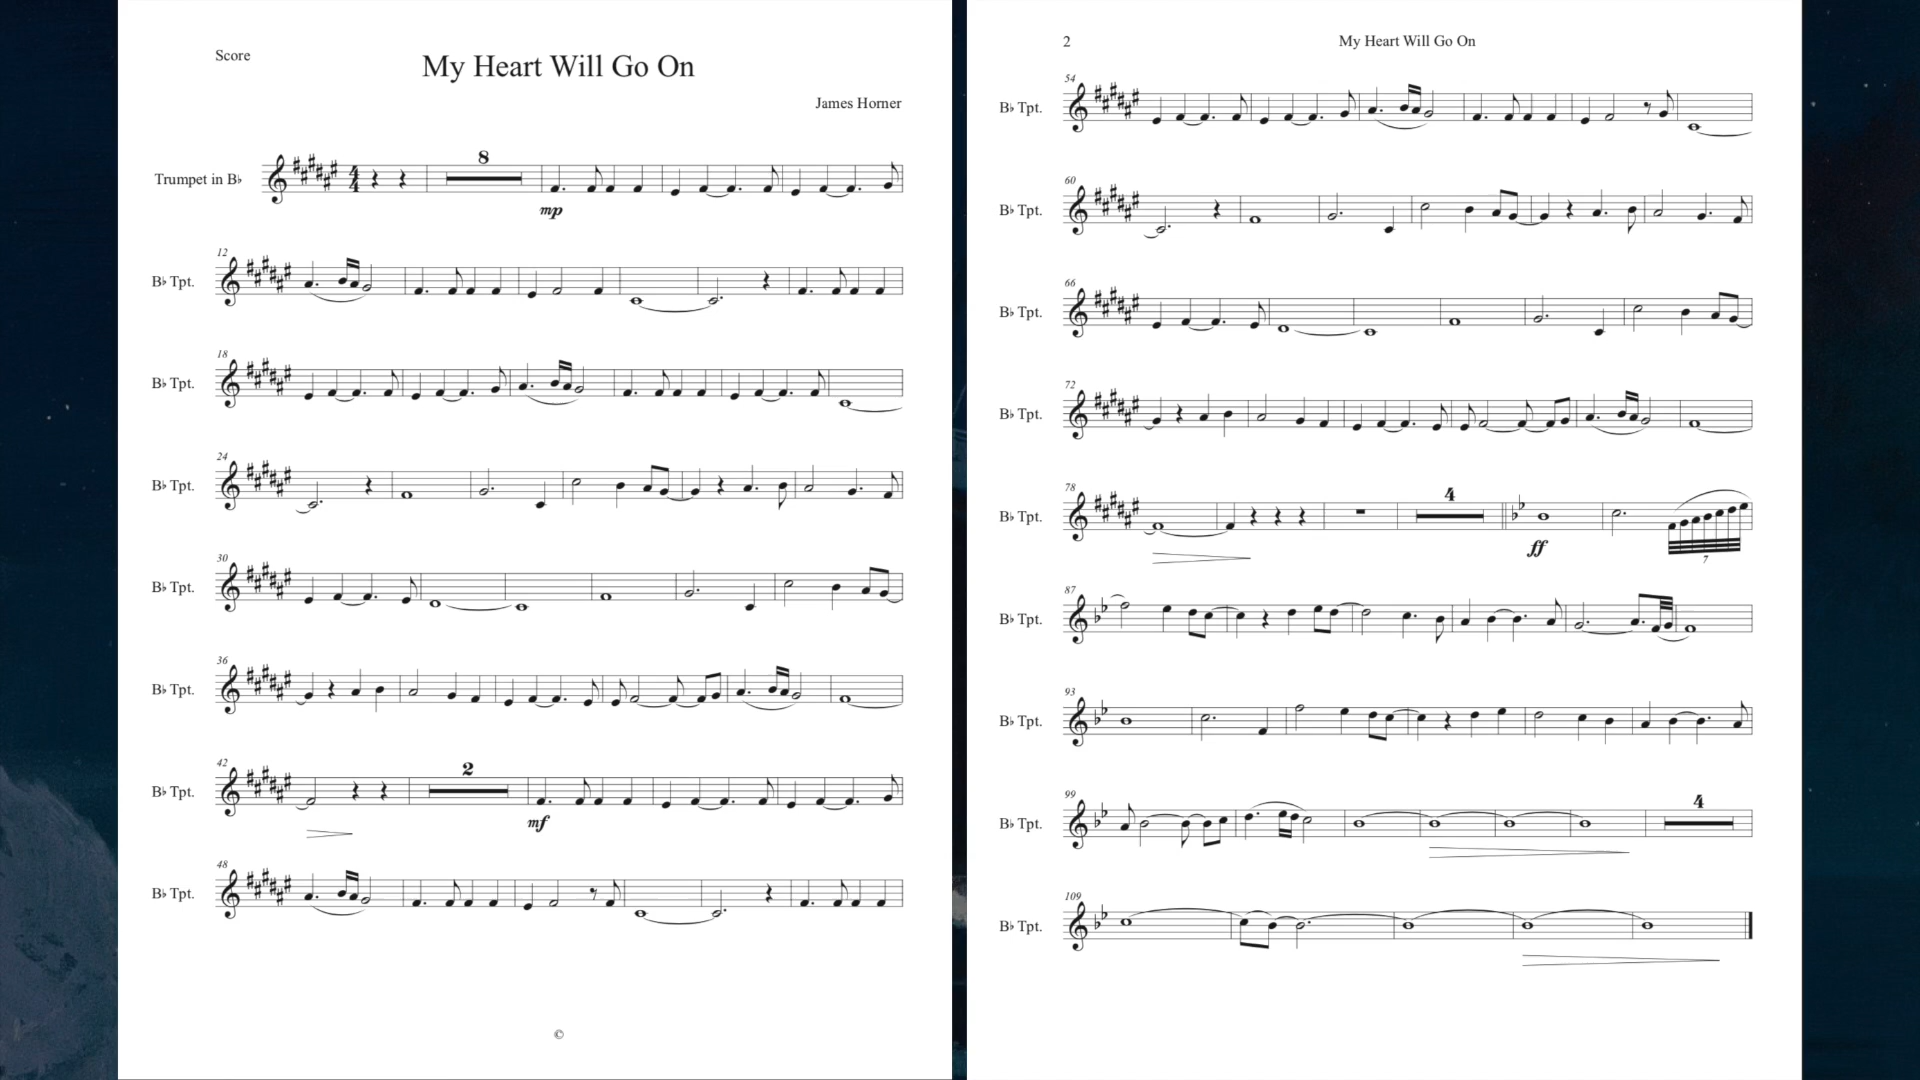 Score
My Heart Will Go On
James Horner
Trumpet in B♭
8
mp
12
B♭ Tpt.
18
B♭ Tpt.
24
B♭ Tpt.
30
B♭ Tpt.
36
B♭ Tpt.
42
B♭ Tpt.
2
mf
48
B♭ Tpt.
©
2
My Heart Will Go On
54
B♭ Tpt.
60
B♭ Tpt.
66
B♭ Tpt.
72
B♭ Tpt.
78
B♭ Tpt.
4
ff
7
87
B♭ Tpt.
93
B♭ Tpt.
99
B♭ Tpt.
4
109
B♭ Tpt.